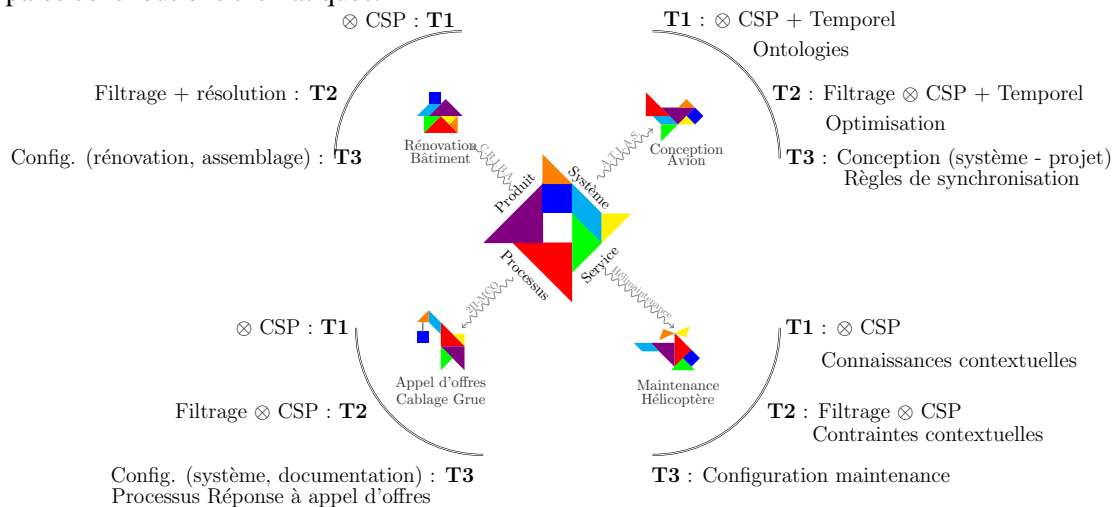 ⊗ CSP : T1
Filtrage + résolution : T2
Config. (rénovation, assemblage) : T3
Rénovation
Bâtiment
C.R.I.B.A.
T1 : ⊗ CSP + Temporel
Ontologies
T2 : Filtrage ⊗ CSP + Temporel
Optimisation
T3 : Conception (système - projet)
Règles de synchronisation
Conception
Avion
A.T.L.A.S.
Produit
Système
Processus
Service
2π-MCO
Hélimaintenance
⊗ CSP : T1
Filtrage ⊗ CSP : T2
Config. (système, documentation) : T3
Processus Réponse à appel d'offres
Appel d'offres
Cablage Grue
Maintenance
Hélicoptère
T1 : ⊗ CSP
Connaissances contextuelles
T2 : Filtrage ⊗ CSP
Contraintes contextuelles
T3 : Configuration maintenance